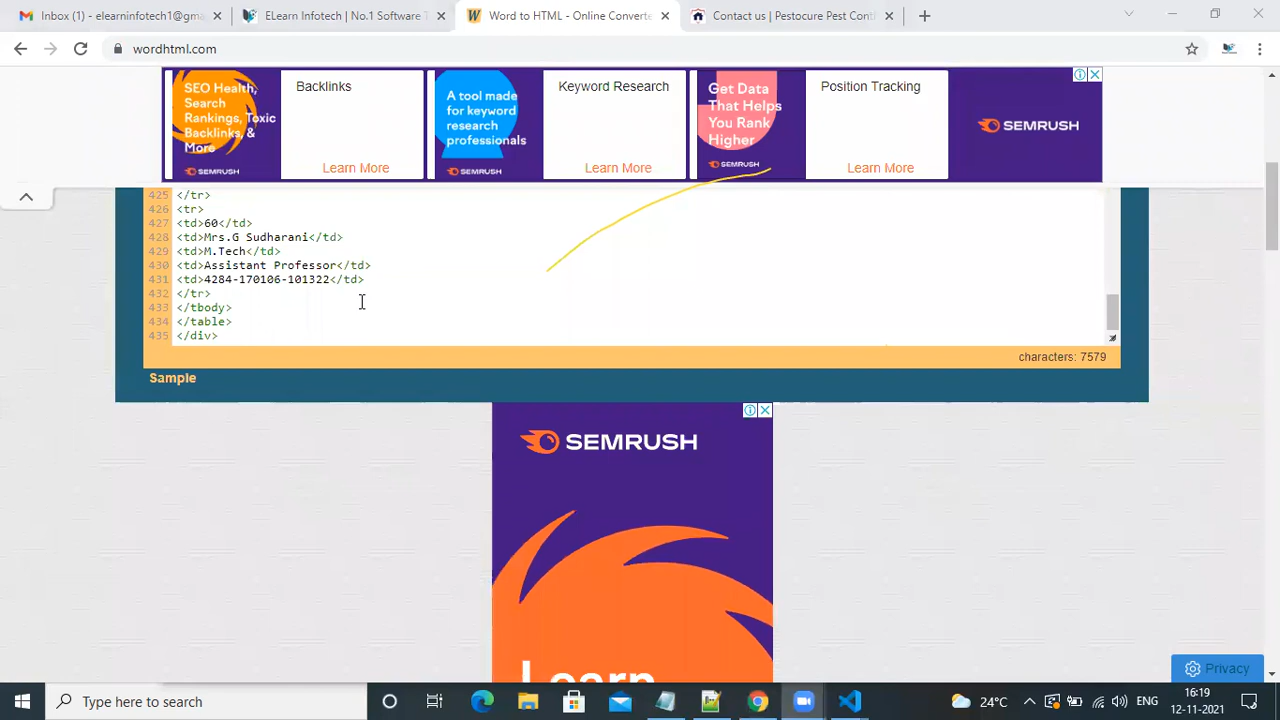 Inbox (1) - elearninfotech1@gma
ELearn Infotech | No.1 Software T
Word to HTML - Online Converte
Contact us | Pestocure Pest Cont
wordhtml.com
SEO Health,
Search
Rankings, Toxic
Backlinks, &
More
SEMRUSH
Backlinks
Learn More
A tool made
for keyword
research
professionals
SEMRUSH
Keyword Research
Learn More
Get Data
That Helps
You Rank
Higher
SEMRUSH
Position Tracking
Learn More
SEMRUSH
425 </tr>
426 <tr>
427 <td>60</td>
428 <td>Mrs.G Sudharani</td>
429 <td>M.Tech</td>
430 <td>Assistant Professor</td>
431 <td>4284-170106-101322</td>
432 </tr>
433 </tbody>
434 </table>
435 </div>
characters: 7579
Sample
SEMRUSH
Learn
Privacy
Type here to search
24°C
ENG
16:19
12-11-2021